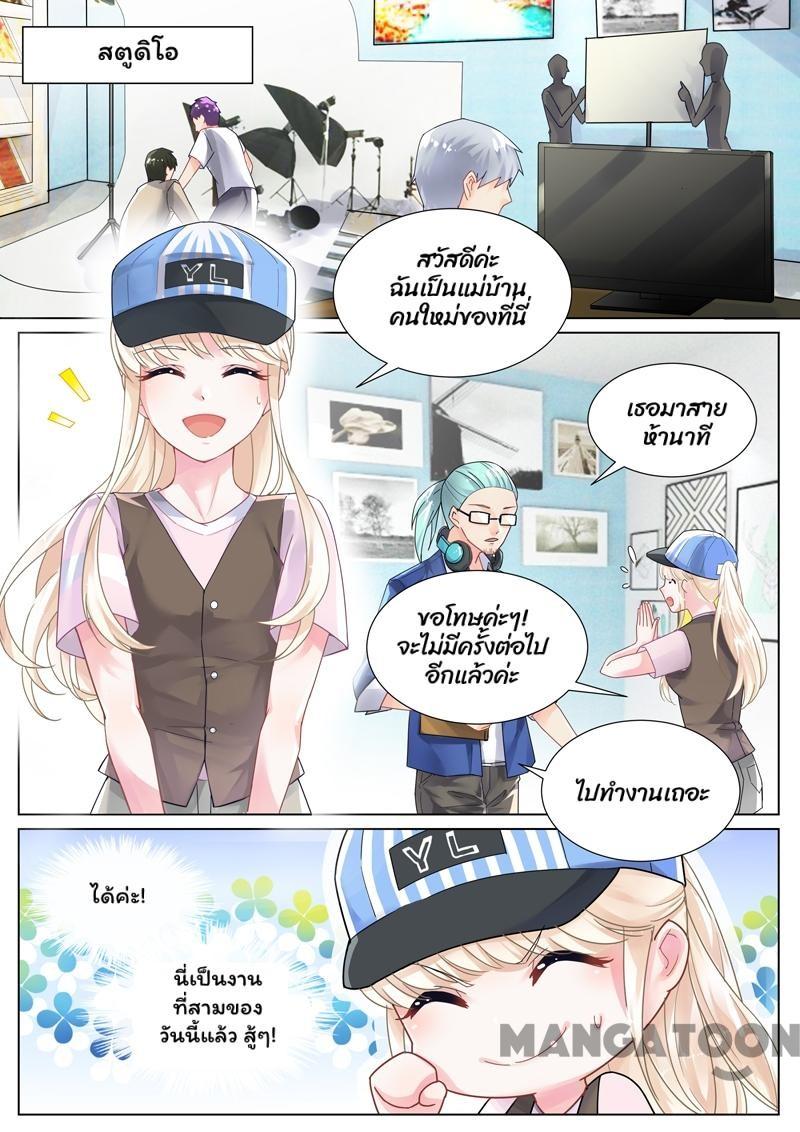 สตูดิโอ
สวัสดีค่ะ
ฉันเป็นแม่บ้าน
คนใหม่ของที่นี่
YL
เธอมาสาย
ห้านาที
ขอโทษค่ะๆ!
จะไม่มีครั้งต่อไป
อีกแล้วค่ะ
ไปทำงานเถอะ
YL
ได้ค่ะ!
นี่เป็นงาน
ที่สามของ
วันนี้แล้ว สู้ๆ!
MANGATOON